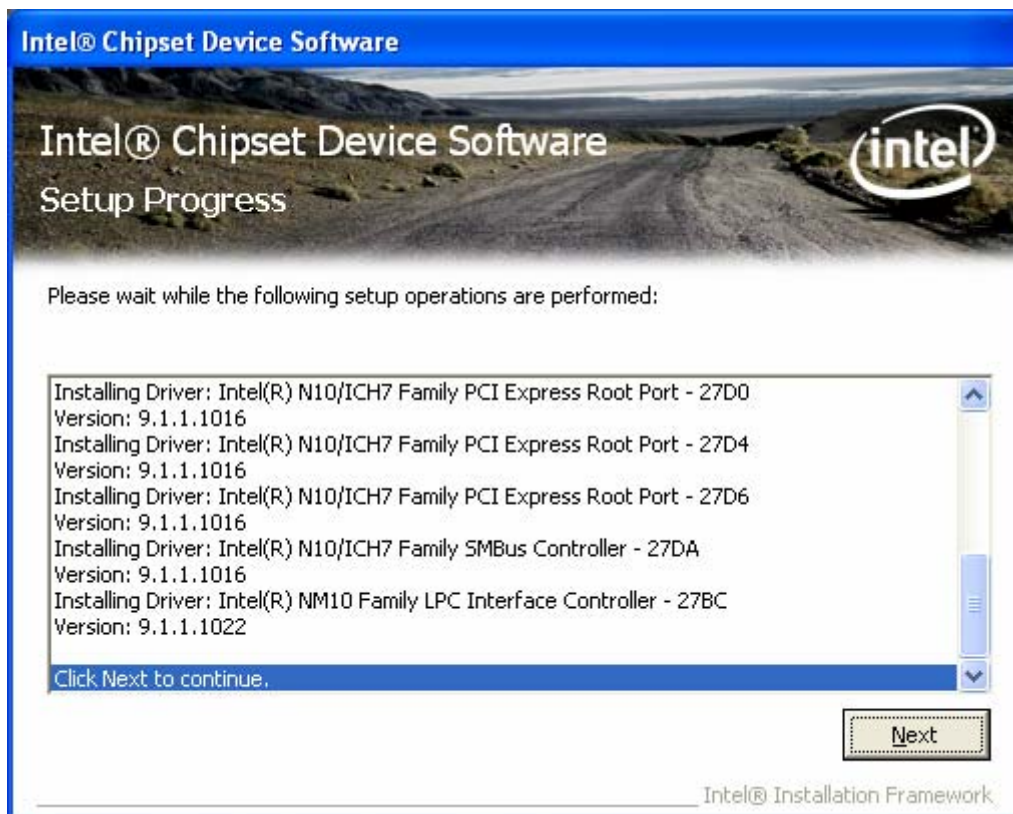 Intel® Chipset Device Software
Intel® Chipset Device Software
intel
Setup Progress
Please wait while the following setup operations are performed:
Installing Driver: Intel(R) N10/ICH7 Family PCI Express Root Port - 27D0
Version: 9.1.1.1016
Installing Driver: Intel(R) N10/ICH7 Family PCI Express Root Port - 27D4
Version: 9.1.1.1016
Installing Driver: Intel(R) N10/ICH7 Family PCI Express Root Port - 27D6
Version: 9.1.1.1016
Installing Driver: Intel(R) N10/ICH7 Family SMBus Controller - 27DA
Version: 9.1.1.1016
Installing Driver: Intel(R) NM10 Family LPC Interface Controller - 27BC
Version: 9.1.1.1022
Click Next to continue.
Next
Intel® Installation Framework